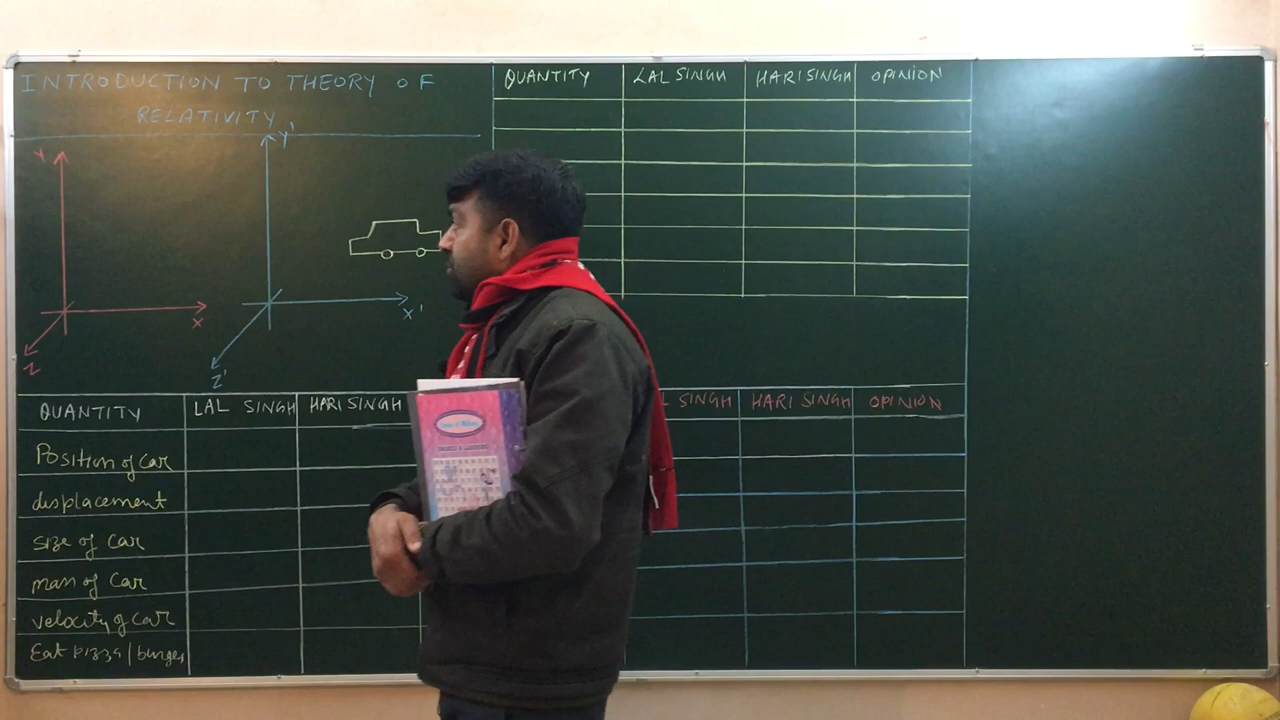 INTRODUCTION TO THEORY OF
RELATIVITY
Y
X
Z
Y'
X'
Z'
QUANTITY LAL SINGH HARI SINGH OPINION
QUANTITY LAL SINGH HARI SINGH
Position of car
displacement
size of car
mass of car
velocity of car
Eat pizza/burger
L SINGH HARI SINGH OPINION